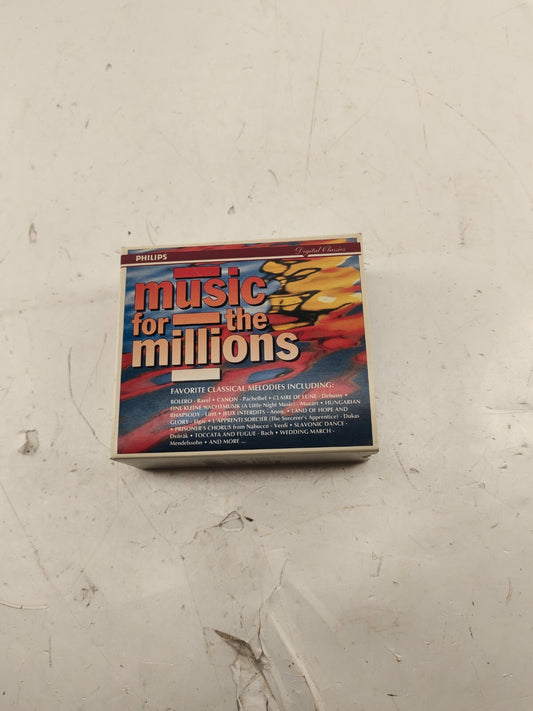 PHILIPS
Digital Classics
music
for the
millions
FAVORITE CLASSICAL MELODIES INCLUDING:
BOLERO - Ravel • CANON - Pachelbel • CLAIRE DE LUNE - Debussy •
EINE KLEINE NACHTMUSIK (A Little Night Music) - Mozart • HUNGARIAN
RHAPSODY - Liszt • JEUX INTERDITS - Anon. • LAND OF HOPE AND
GLORY - Elgar • L'APPRENTI SORCIER (The Sorcerer's Apprentice) - Dukas
• PRISONER'S CHORUS from Nabucco - Verdi • SLAVONIC DANCE -
Dvořák • TOCCATA AND FUGUE - Bach • WEDDING MARCH -
Mendelssohn • AND MORE ...